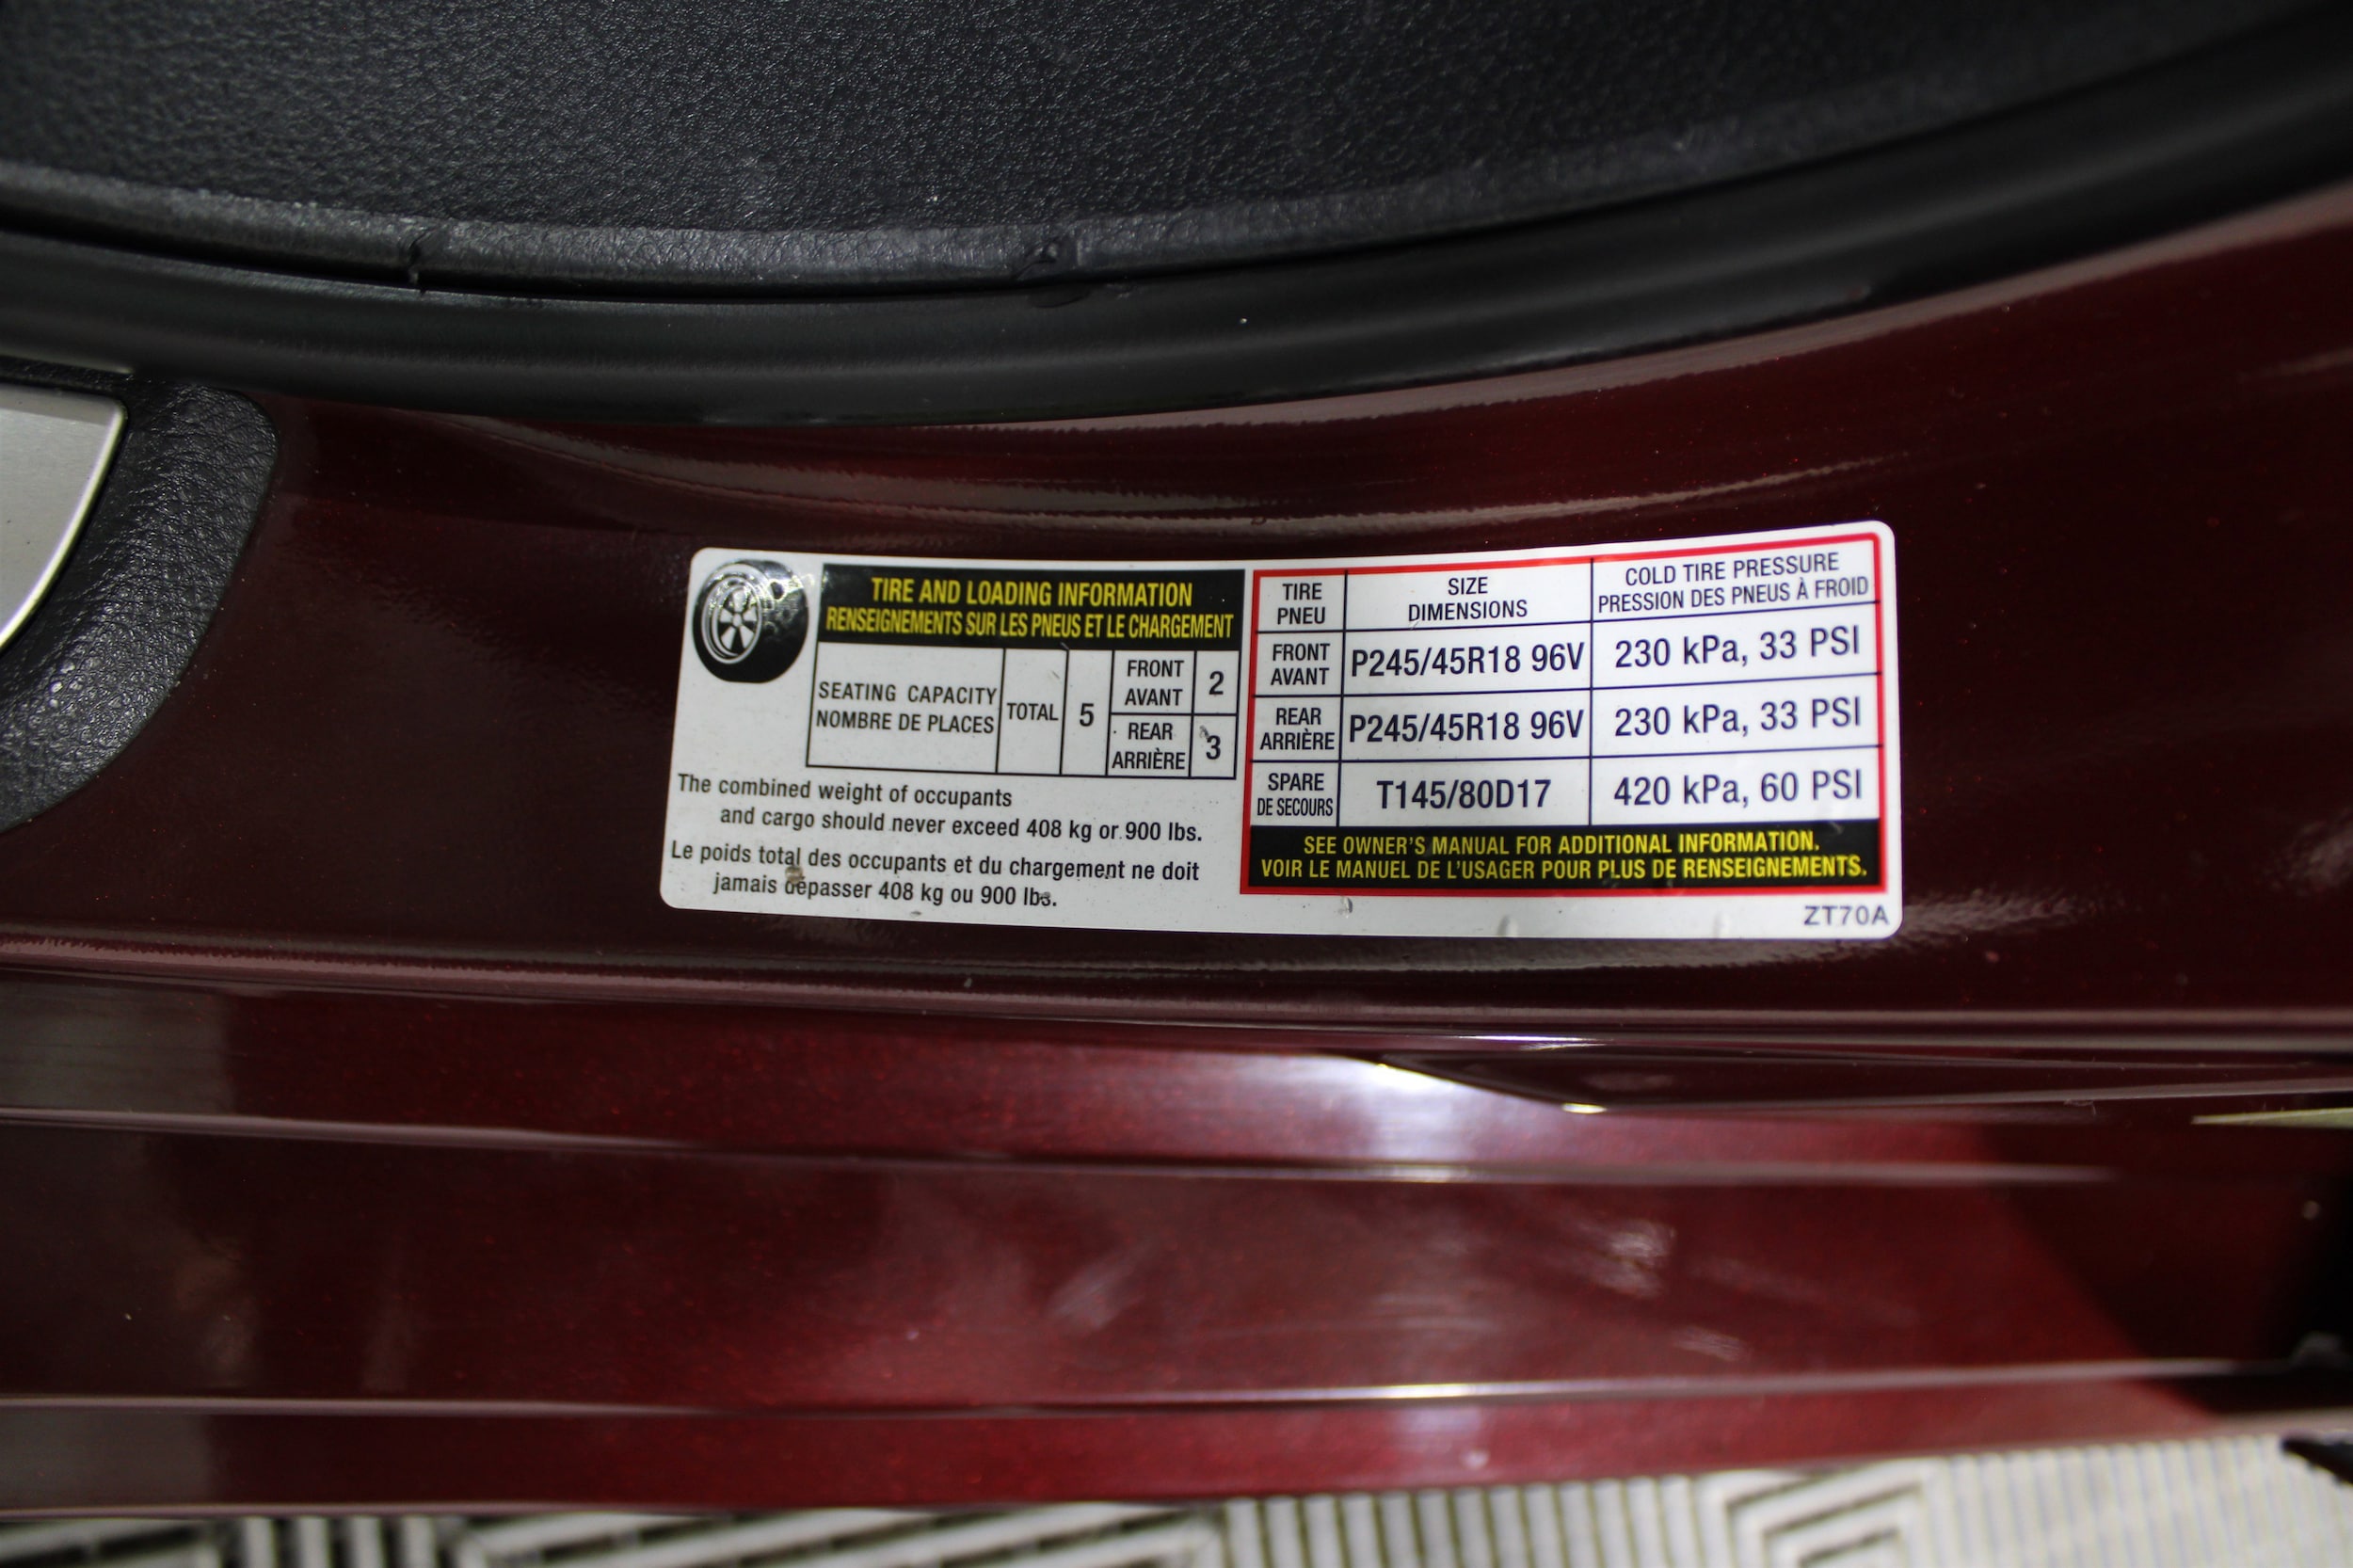 TIRE AND LOADING INFORMATION
RENSEIGNEMENTS SUR LES PNEUS ET LE CHARGEMENT
SEATING CAPACITY
NOMBRE DE PLACES
TOTAL
5
FRONT
AVANT
2
REAR
ARRIÈRE
3
The combined weight of occupants
and cargo should never exceed 408 kg or 900 lbs.
Le poids total des occupants et du chargement ne doit
jamais dépasser 408 kg ou 900 lbs.
TIRE
PNEU
SIZE
DIMENSIONS
COLD TIRE PRESSURE
PRESSION DES PNEUS À FROID
FRONT
AVANT
P245/45R18 96V
230 kPa, 33 PSI
REAR
ARRIÈRE
P245/45R18 96V
230 kPa, 33 PSI
SPARE
DE SECOURS
T145/80D17
420 kPa, 60 PSI
SEE OWNER'S MANUAL FOR ADDITIONAL INFORMATION.
VOIR LE MANUEL DE L'USAGER POUR PLUS DE RENSEIGNEMENTS.
ZT70A